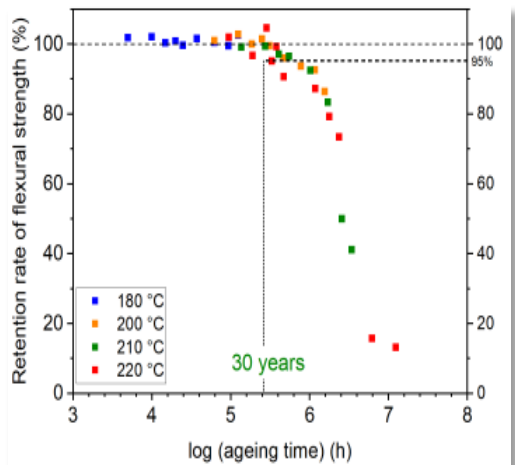 Retention rate of flexural strength (%)
100
80
60
40
20
0
100
95%
80
60
40
20
0
180 °C
200 °C
210 °C
220 °C
30 years
3 4 5 6 7 8
log (ageing time) (h)